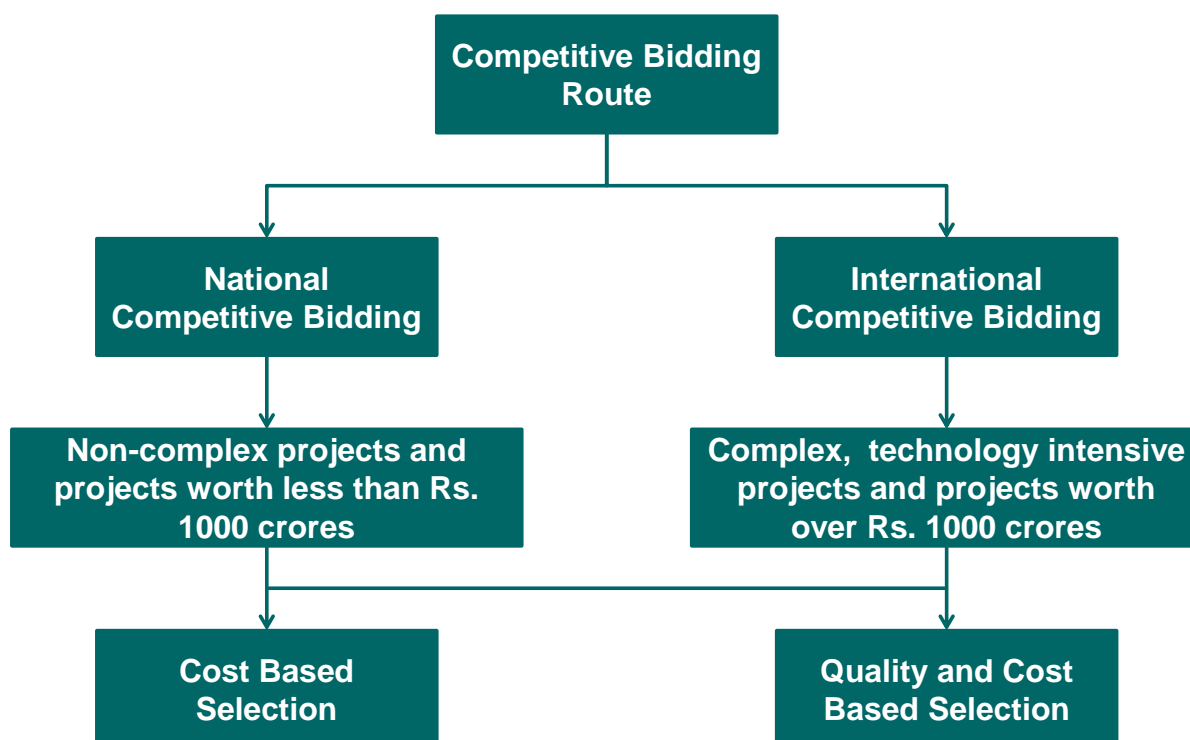 Competitive Bidding
Route
National
Competitive Bidding
International
Competitive Bidding
Non-complex projects and
projects worth less than Rs.
1000 crores
Complex,  technology intensive
projects and projects worth
over Rs. 1000 crores
Cost Based
Selection
Quality and Cost
Based Selection